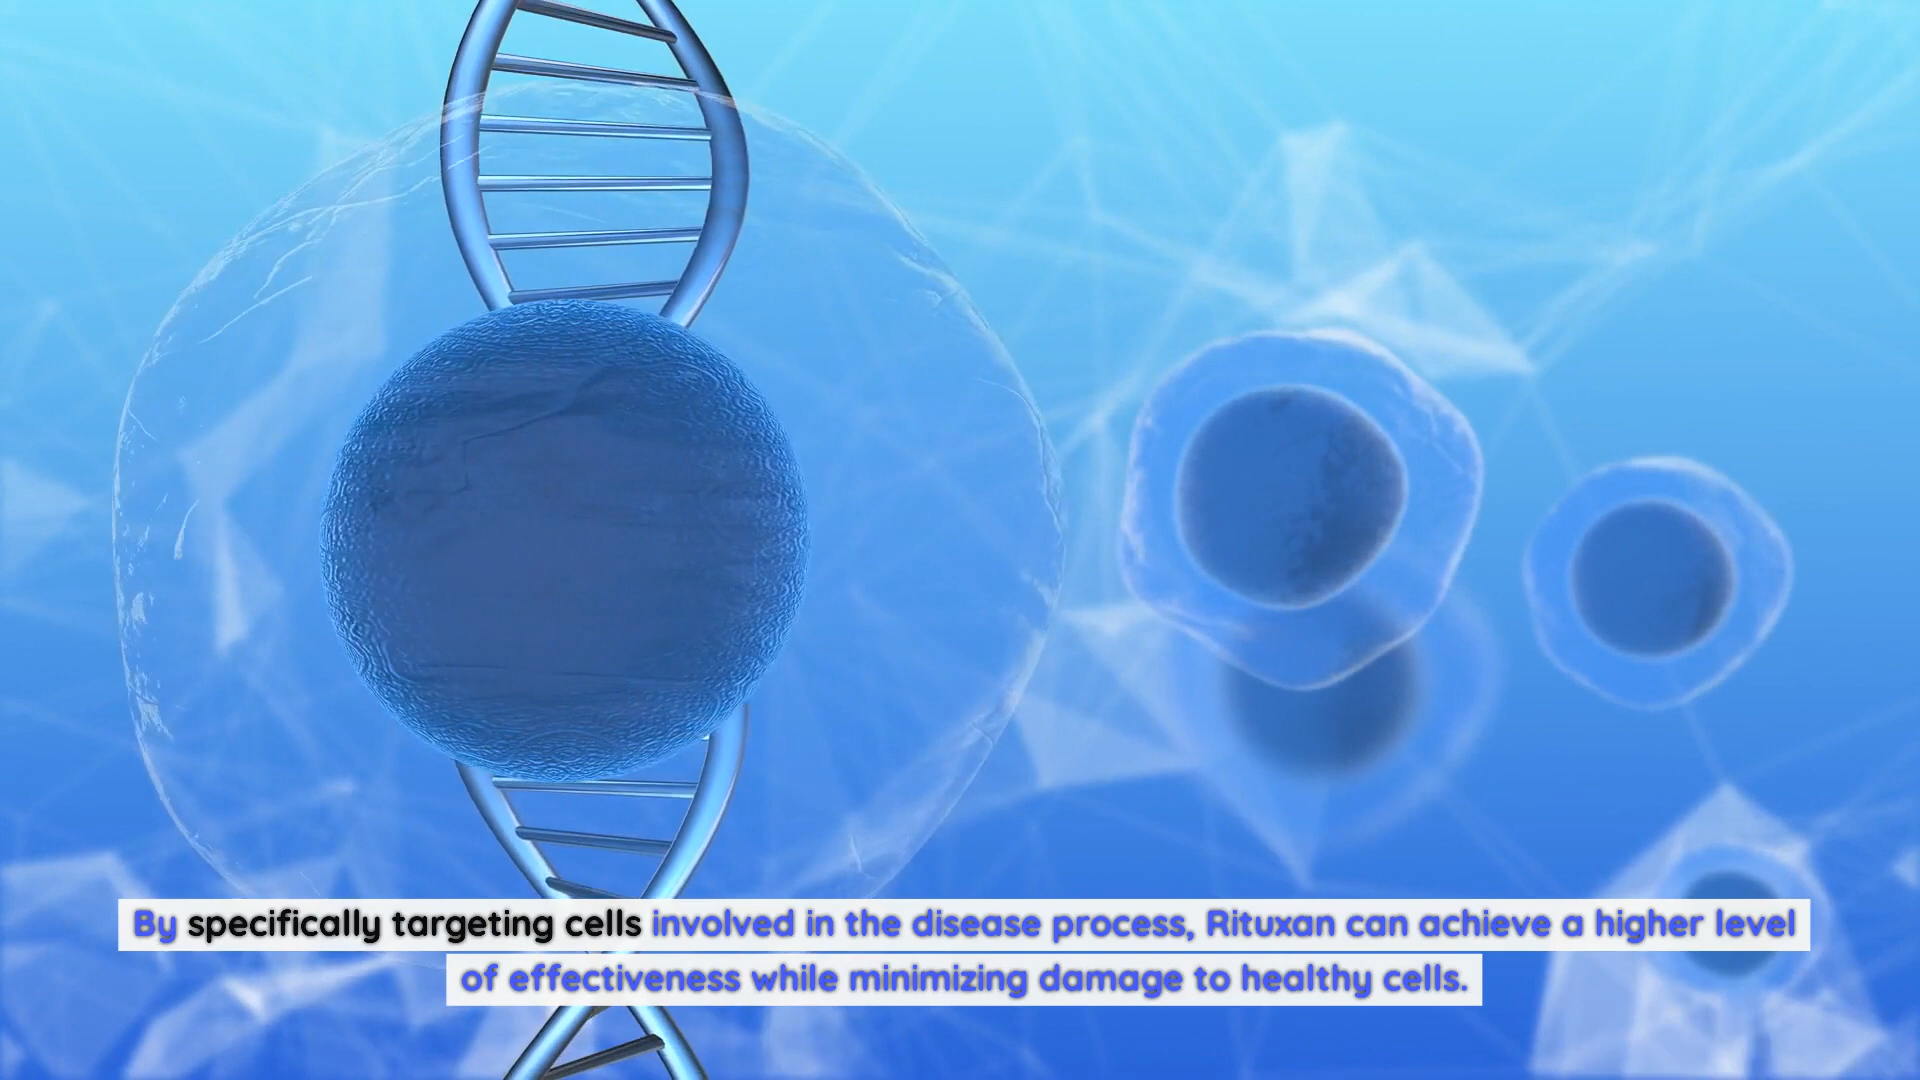 By specifically targeting cells involved in the disease process, Rituxan can achieve a higher level
of effectiveness while minimizing damage to healthy cells.